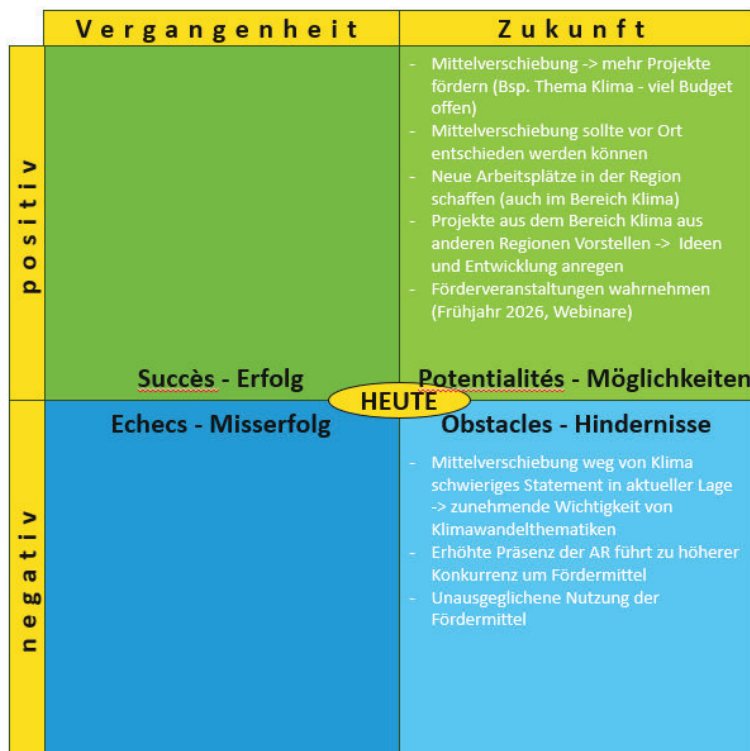 Vergangenheit
Zukunft
positiv
- Mittelverschiebung -> mehr Projekte
fördern (Bsp. Thema Klima - viel Budget
offen)
- Mittelverschiebung sollte vor Ort
entschieden werden können
- Neue Arbeitsplätze in der Region
schaffen (auch im Bereich Klima)
- Projekte aus dem Bereich Klima aus
anderen Regionen Vorstellen -> Ideen
und Entwicklung anregen
- Förderveranstaltungen wahrnehmen
(Frühjahr 2026, Webinare)
Succès - Erfolg
Potentialités - Möglichkeiten
HEUTE
negativ
Echecs - Misserfolg
Obstacles - Hindernisse
- Mittelverschiebung weg von Klima
schwieriges Statement in aktueller Lage
-> zunehmende Wichtigkeit von
Klimawandelthematiken
- Erhöhte Präsenz der AR führt zu höherer
Konkurrenz um Fördermittel
- Unausgeglichene Nutzung der
Fördermittel